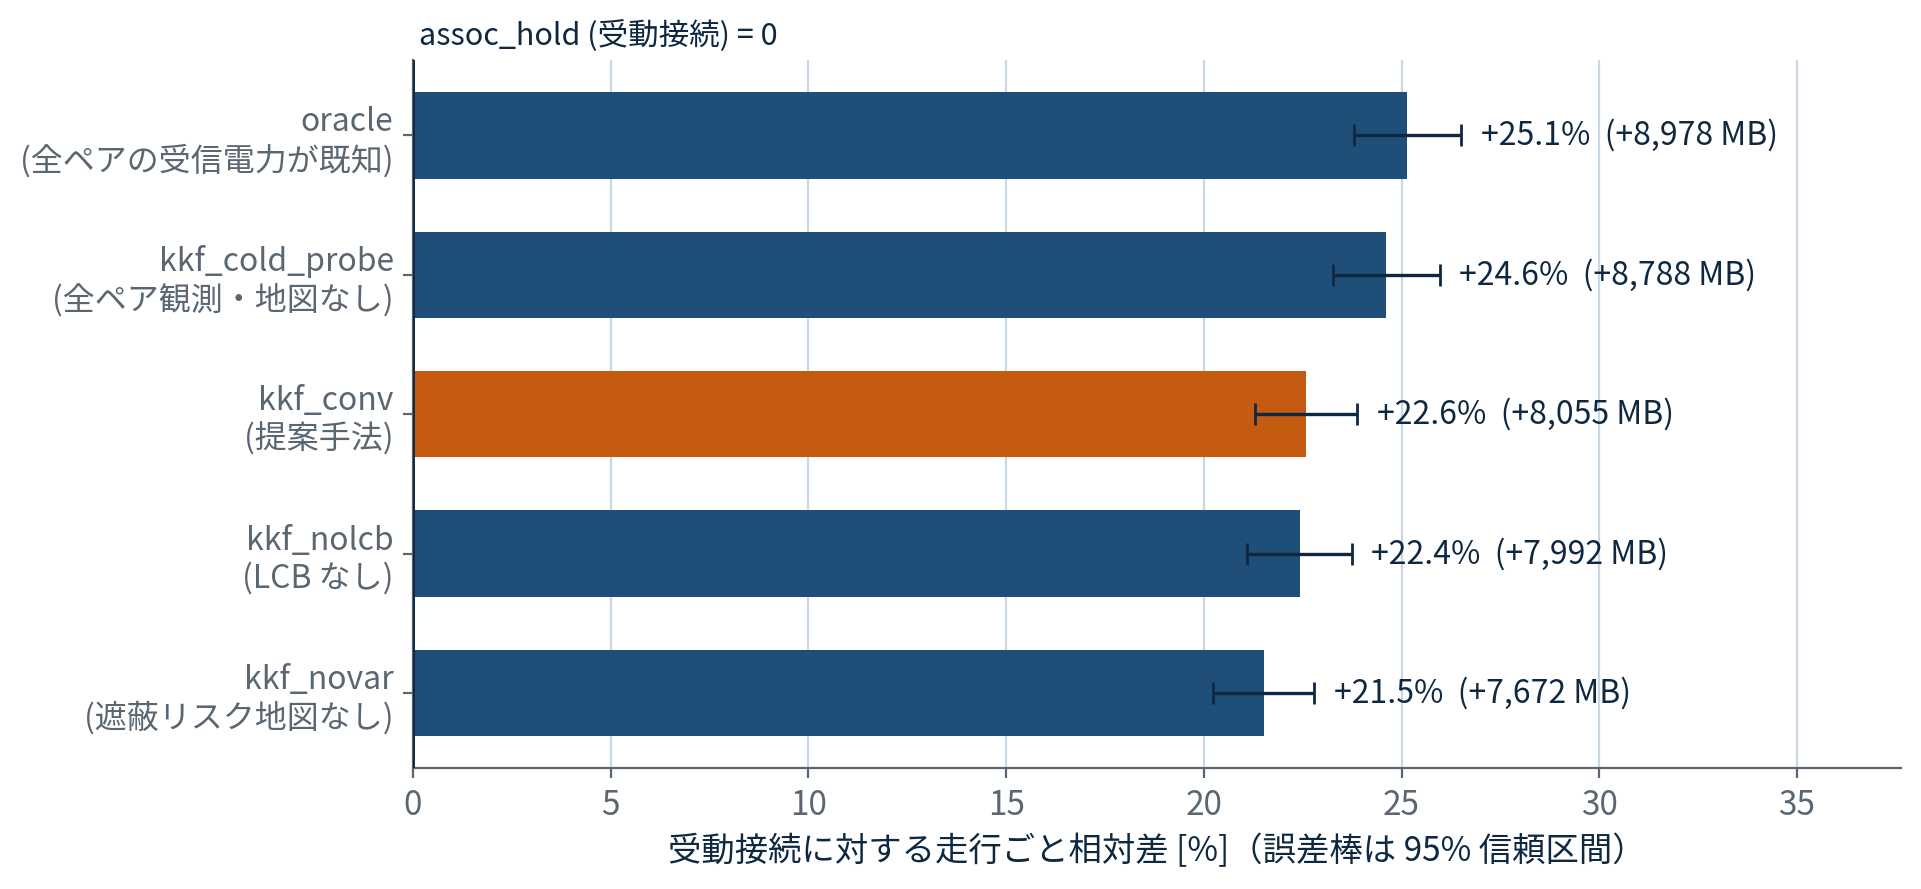 assoc_hold (受動接続) = 0
oracle
(全ペアの受信電力が既知)
+25.1% (+8,978 MB)
kkf_cold_probe
(全ペア観測・地図なし)
+24.6% (+8,788 MB)
kkf_conv
(提案手法)
+22.6% (+8,055 MB)
kkf_nolcb
(LCB なし)
+22.4% (+7,992 MB)
kkf_novar
(遮蔽リスク地図なし)
+21.5% (+7,672 MB)
0 5 10 15 20 25 30 35
受動接続に対する走行ごと相対差 [%]（誤差棒は 95% 信頼区間）